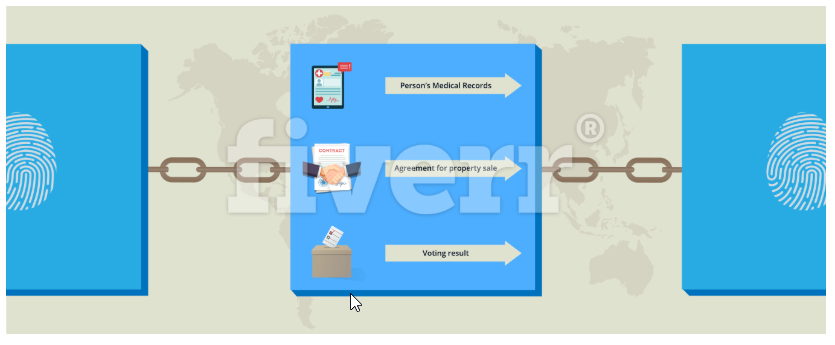 Person's Medical Records
CONTRACT
Agreement for property sale
fiverr®
Voting result